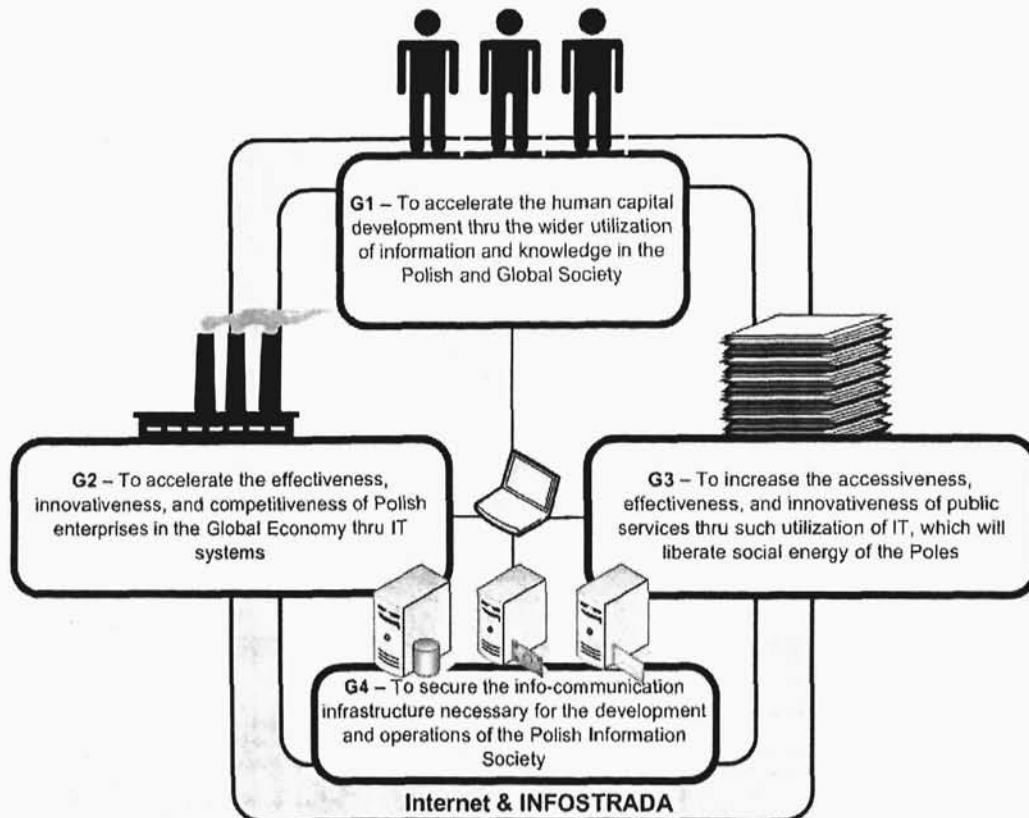 G1 – To accelerate the human capital
development thru the wider utilization
of information and knowledge in the
Polish and Global Society
G2 – To accelerate the effectiveness,
innovativeness, and competitiveness of Polish
enterprises in the Global Economy thru IT
systems
G3 – To increase the accessiveness,
effectiveness, and innovativeness of public
services thru such utilization of IT, which will
liberate social energy of the Poles
G4 – To secure the info-communication
infrastructure necessary for the development
and operations of the Polish Information
Society
Internet & INFOSTRADA